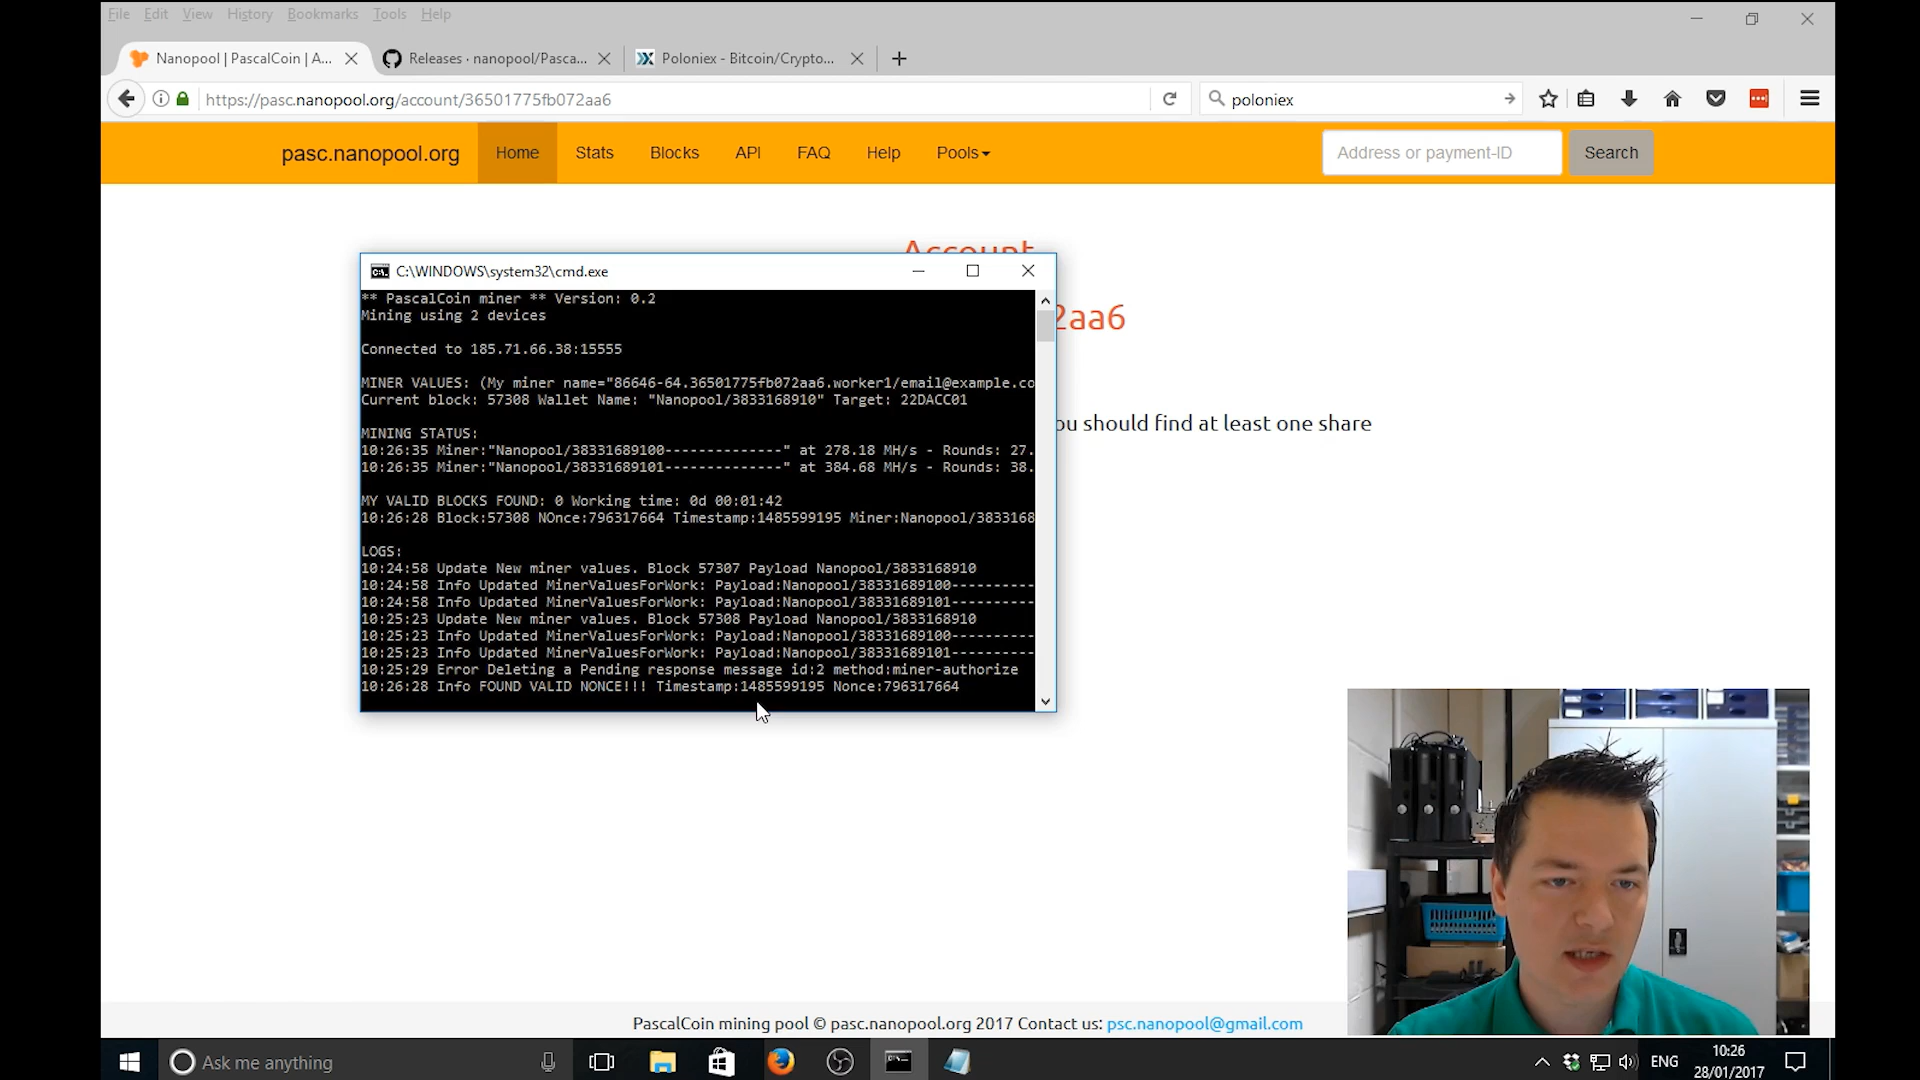 File Edit View History Bookmarks Tools Help
Nanopool | PascalCoin | A...
Releases · nanopool/Pasca...
Poloniex - Bitcoin/Crypto...
https://pasc.nanopool.org/account/36501775fb072aa6
poloniex
pasc.nanopool.org Home Stats Blocks API FAQ Help Pools
Address or payment-ID Search
Account
2aa6
ou should find at least one share
C:\WINDOWS\system32\cmd.exe
** PascalCoin miner ** Version: 0.2
Mining using 2 devices
Connected to 185.71.66.38:15555
MINER VALUES: (My miner name="86646-64.36501775fb072aa6.worker1/email@example.co
Current block: 57308 Wallet Name: "Nanopool/3833168910" Target: 22DACC01
MINING STATUS:
10:26:35 Miner:"Nanopool/38331689100--------------" at 278.18 MH/s - Rounds: 27.
10:26:35 Miner:"Nanopool/38331689101--------------" at 384.68 MH/s - Rounds: 38.
MY VALID BLOCKS FOUND: 0 Working time: 0d 00:01:42
10:26:28 Block:57308 NOnce:796317664 Timestamp:1485599195 Miner:Nanopool/3833168
LOGS:
10:24:58 Update New miner values. Block 57307 Payload Nanopool/3833168910
10:24:58 Info Updated MinerValuesForWork: Payload:Nanopool/38331689100----------
10:24:58 Info Updated MinerValuesForWork: Payload:Nanopool/38331689101----------
10:25:23 Update New miner values. Block 57308 Payload Nanopool/3833168910
10:25:23 Info Updated MinerValuesForWork: Payload:Nanopool/38331689100----------
10:25:23 Info Updated MinerValuesForWork: Payload:Nanopool/38331689101----------
10:25:29 Error Deleting a Pending response message id:2 method:miner-authorize
10:26:28 Info FOUND VALID NONCE!!! Timestamp:1485599195 Nonce:796317664
PascalCoin mining pool © pasc.nanopool.org 2017 Contact us: psc.nanopool@gmail.com
Ask me anything
ENG
10:26
28/01/2017